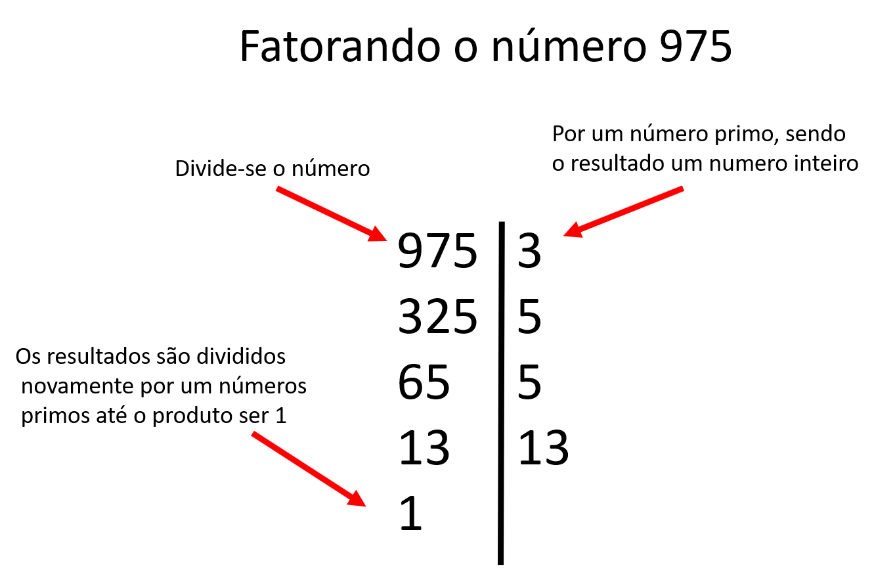 Fatorando o número 975
Por um número primo, sendo
o resultado um numero inteiro
Divide-se o número
975 3
325 5
65 5
13 13
1
Os resultados são divididos
novamente por um números
primos até o produto ser 1